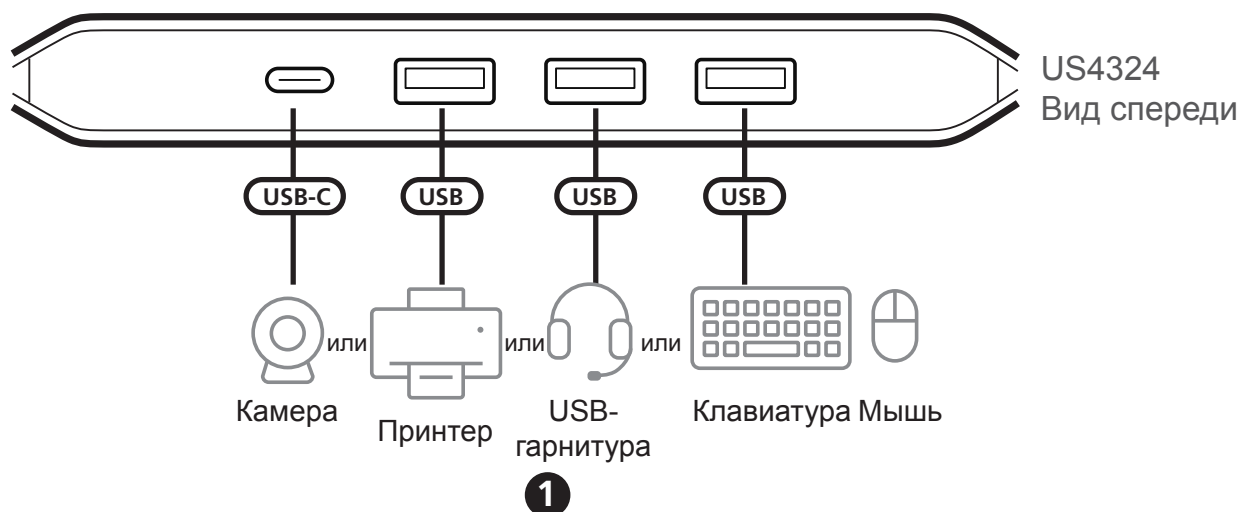 US4324
Вид спереди
USB-C
USB
USB
USB
или
или
или
Камера
Принтер
USB-
гарнитура
Клавиатура Мышь
1